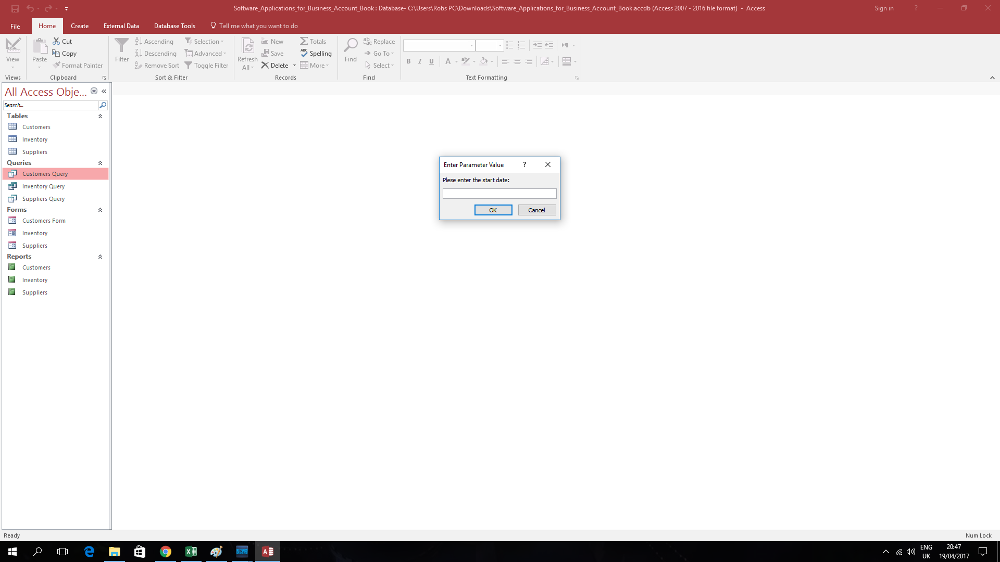 Software_Applications_for_Business_Account_Book : Database- C:\Users\Robs PC\Downloads\Software_Applications_for_Business_Account_Book.accdb (Access 2007 - 2016 file format) - Access
Sign in
?
File
Home
Create
External Data
Database Tools
Tell me what you want to do
View
Views
Paste
Cut
Copy
Format Painter
Clipboard
Filter
Ascending
Descending
Remove Sort
Selection
Advanced
Toggle Filter
Sort & Filter
Refresh
All
New
Save
Delete
Totals
Spelling
More
Records
Find
Replace
Go To
Select
Find
B I U A
Text Formatting
All Access Obje...
Search...
Tables
Customers
Inventory
Suppliers
Queries
Customers Query
Inventory Query
Suppliers Query
Forms
Customers Form
Inventory
Suppliers
Reports
Customers
Inventory
Suppliers
Enter Parameter Value
?
Plese enter the start date:
OK
Cancel
Ready
Num Lock
ENG
UK
20:47
19/04/2017